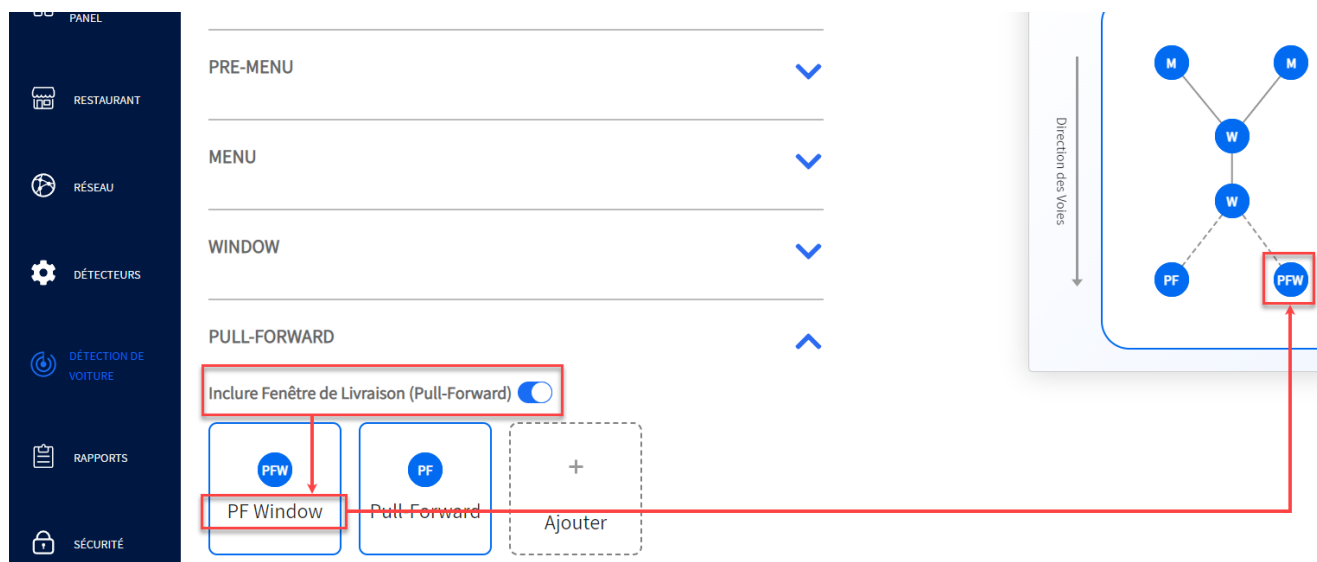 PANEL
RESTAURANT
RÉSEAU
DÉTECTEURS
DÉTECTION DE
VOITURE
RAPPORTS
SÉCURITÉ
PRE-MENU
MENU
WINDOW
PULL-FORWARD
Inclure Fenêtre de Livraison (Pull-Forward)
PFW
PF
+
PF Window
Pull-Forward
Ajouter
Direction des Voies
M
M
W
W
PF
PFW